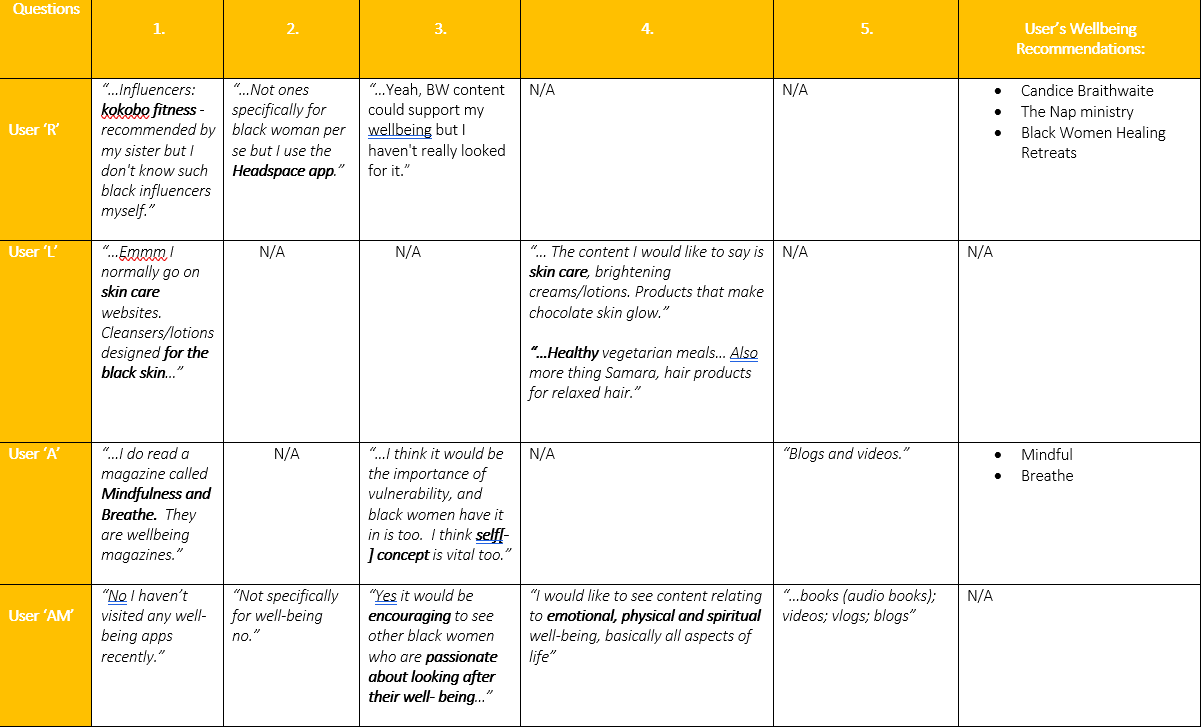 Questions
1.
2.
3.
4.
5.
User’s Wellbeing
Recommendations:
User ‘R’
“…Influencers:
kokobo fitness -
recommended by
my sister but I
don't know such
black influencers
myself.”
“…Not ones
specifically for
black woman per
se but I use the
Headspace app.”
“…Yeah, BW content
could support my
wellbeing but I
haven't really looked
for it.”
N/A
N/A
• Candice Braithwaite
• The Nap ministry
• Black Women Healing
Retreats
User ‘L’
“…Emmm I
normally go on
skin care
websites.
Cleansers/lotions
designed for the
black skin…”
N/A
N/A
“… The content I would like to say is
skin care, brightening
creams/lotions. Products that make
chocolate skin glow.”
“…Healthy vegetarian meals… Also
more thing Samara, hair products
for relaxed hair.”
N/A
N/A
User ‘A’
“…I do read a
magazine called
Mindfulness and
Breathe. They
are wellbeing
magazines.”
N/A
“…I think it would be
the importance of
vulnerability, and
black women have it
in is too. I think self[-
] concept is vital too.”
N/A
“Blogs and videos.”
• Mindful
• Breathe
User ‘AM’
“No I haven’t
visited any well-
being apps
recently.”
“Not specifically
for well-being
no.”
“Yes it would be
encouraging to see
other black women
who are passionate
about looking after
their well- being…”
“I would like to see content relating
to emotional, physical and spiritual
well-being, basically all aspects of
life”
“…books (audio books);
videos; vlogs; blogs”
N/A